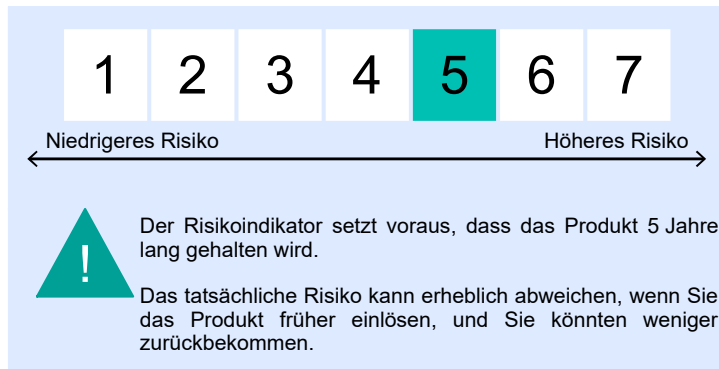 1 2 3 4 5 6 7
Niedrigeres Risiko Höheres Risiko
!
Der Risikoindikator setzt voraus, dass das Produkt 5 Jahre
lang gehalten wird.
Das tatsächliche Risiko kann erheblich abweichen, wenn Sie
das Produkt früher einlösen, und Sie könnten weniger
zurückbekommen.